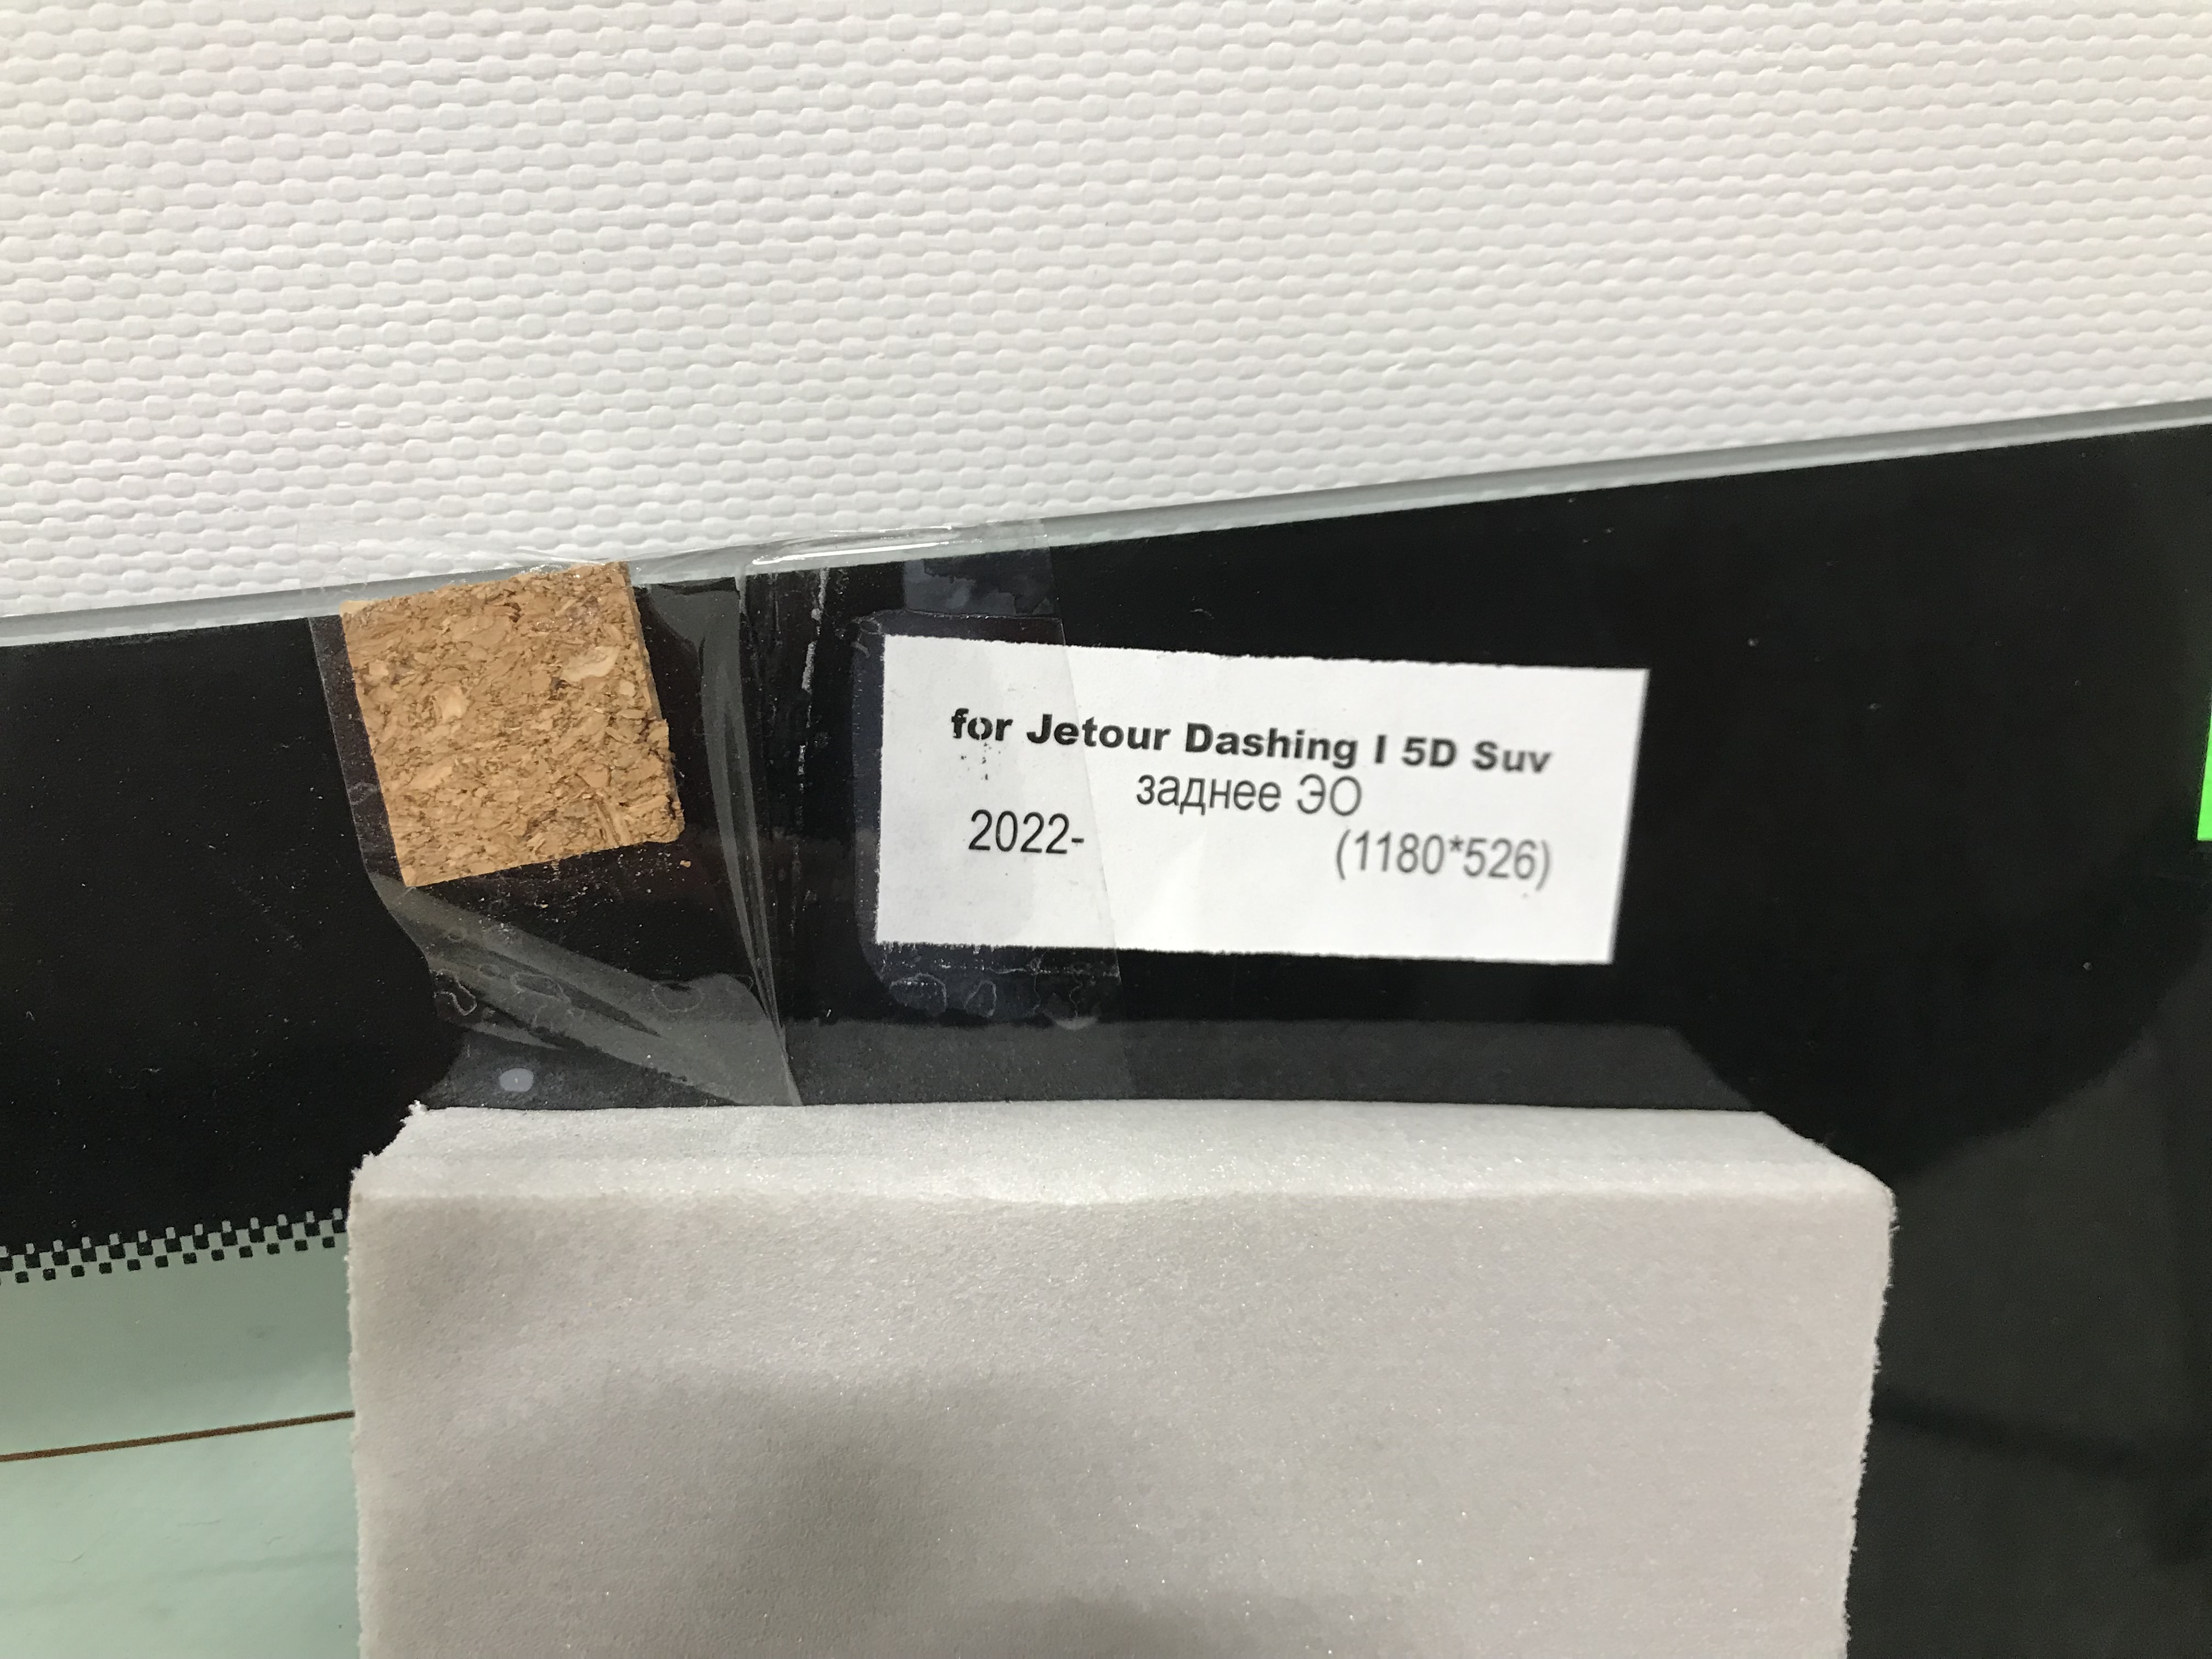 for Jetour Dashing I 5D Suv
заднее ЭО
2022-
(1180*526)